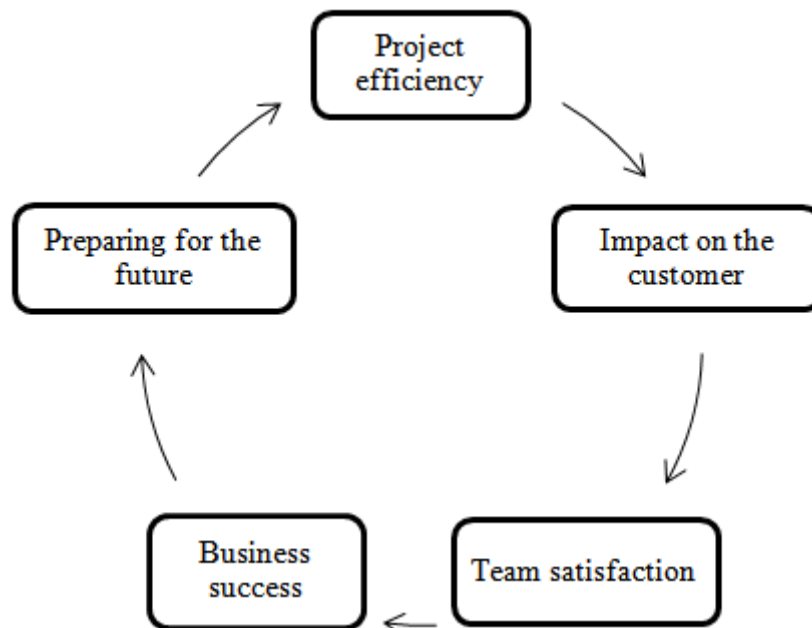 Project
efficiency
Impact on the
customer
Team satisfaction
Business
success
Preparing for the
future